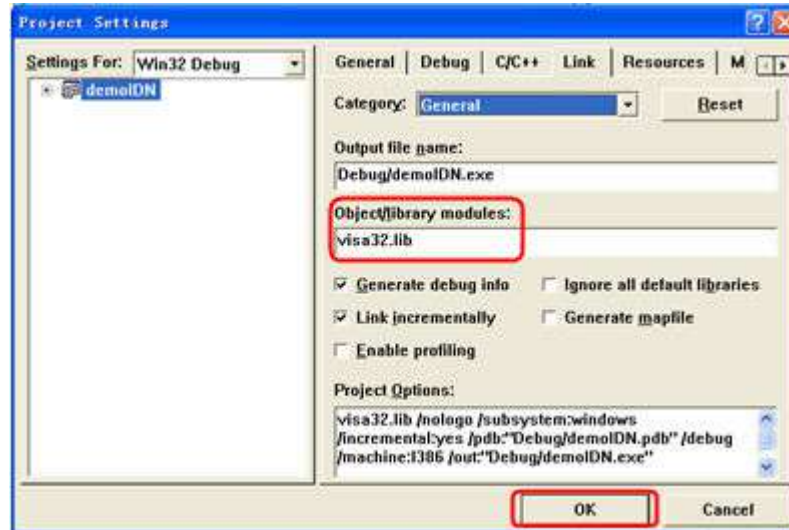 Project Settings
Settings For: Win32 Debug
demoIDN
General Debug C/C++ Link Resources M
Category: General Reset
Output file name:
Debug/demoIDN.exe
Object/library modules:
visa32.lib
Generate debug info Ignore all default libraries
Link incrementally Generate mapfile
Enable profiling
Project Options:
visa32.lib /nologo /subsystem:windows
/incremental:yes /pdb:"Debug/demoIDN.pdb" /debug
/machine:I386 /out:"Debug/demoIDN.exe"
OK Cancel